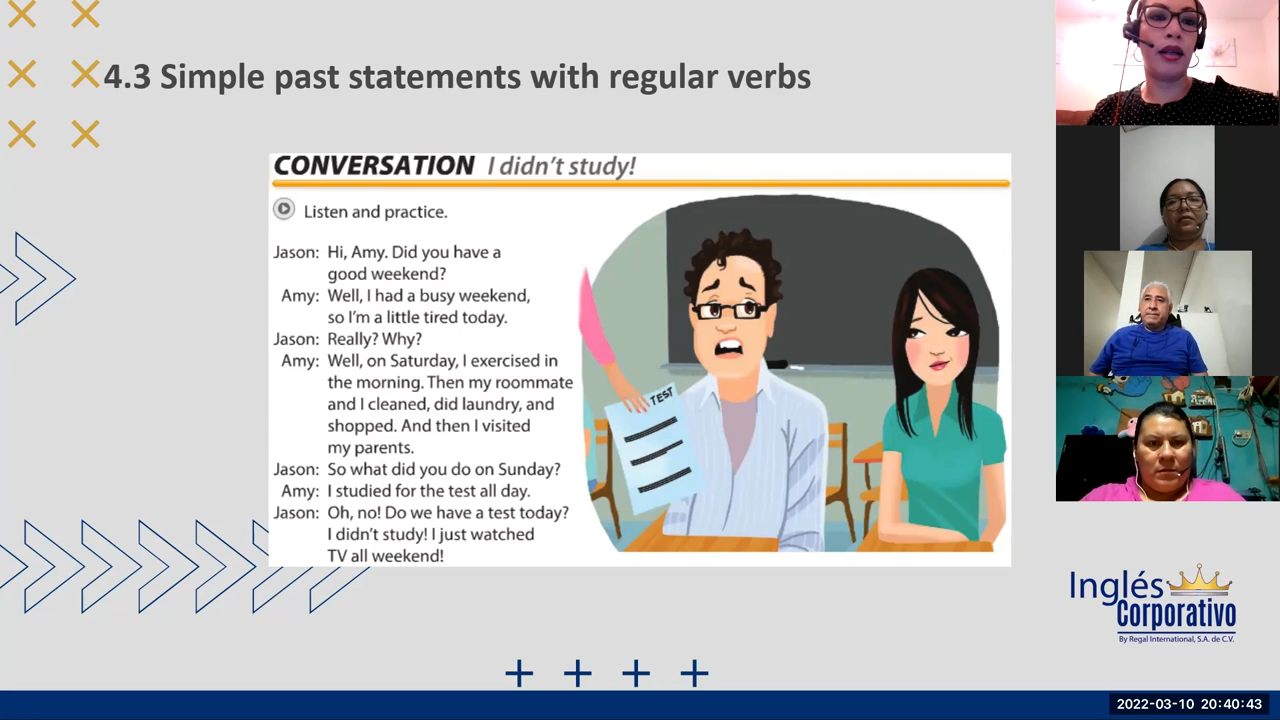 4.3 Simple past statements with regular verbs
CONVERSATION I didn't study!
Listen and practice.
Jason: Hi, Amy. Did you have a
good weekend?
Amy: Well, I had a busy weekend,
so I'm a little tired today.
Jason: Really? Why?
Amy: Well, on Saturday, I exercised in
the morning. Then my roommate
and I cleaned, did laundry, and
shopped. And then I visited
my parents.
Jason: So what did you do on Sunday?
Amy: I studied for the test all day.
Jason: Oh, no! Do we have a test today?
I didn't study! I just watched
TV all weekend!
TEST
Inglés
Corporativo
By Regal International, S.A. de C.V.
2022-03-10 20:40:43